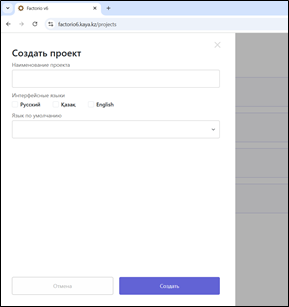 Factorio v6
factorio6.kaya.kz/projects
Создать проект
Наименование проекта
Интерфейсные языки
Русский Қазақ English
Язык по умолчанию
Отмена Создать